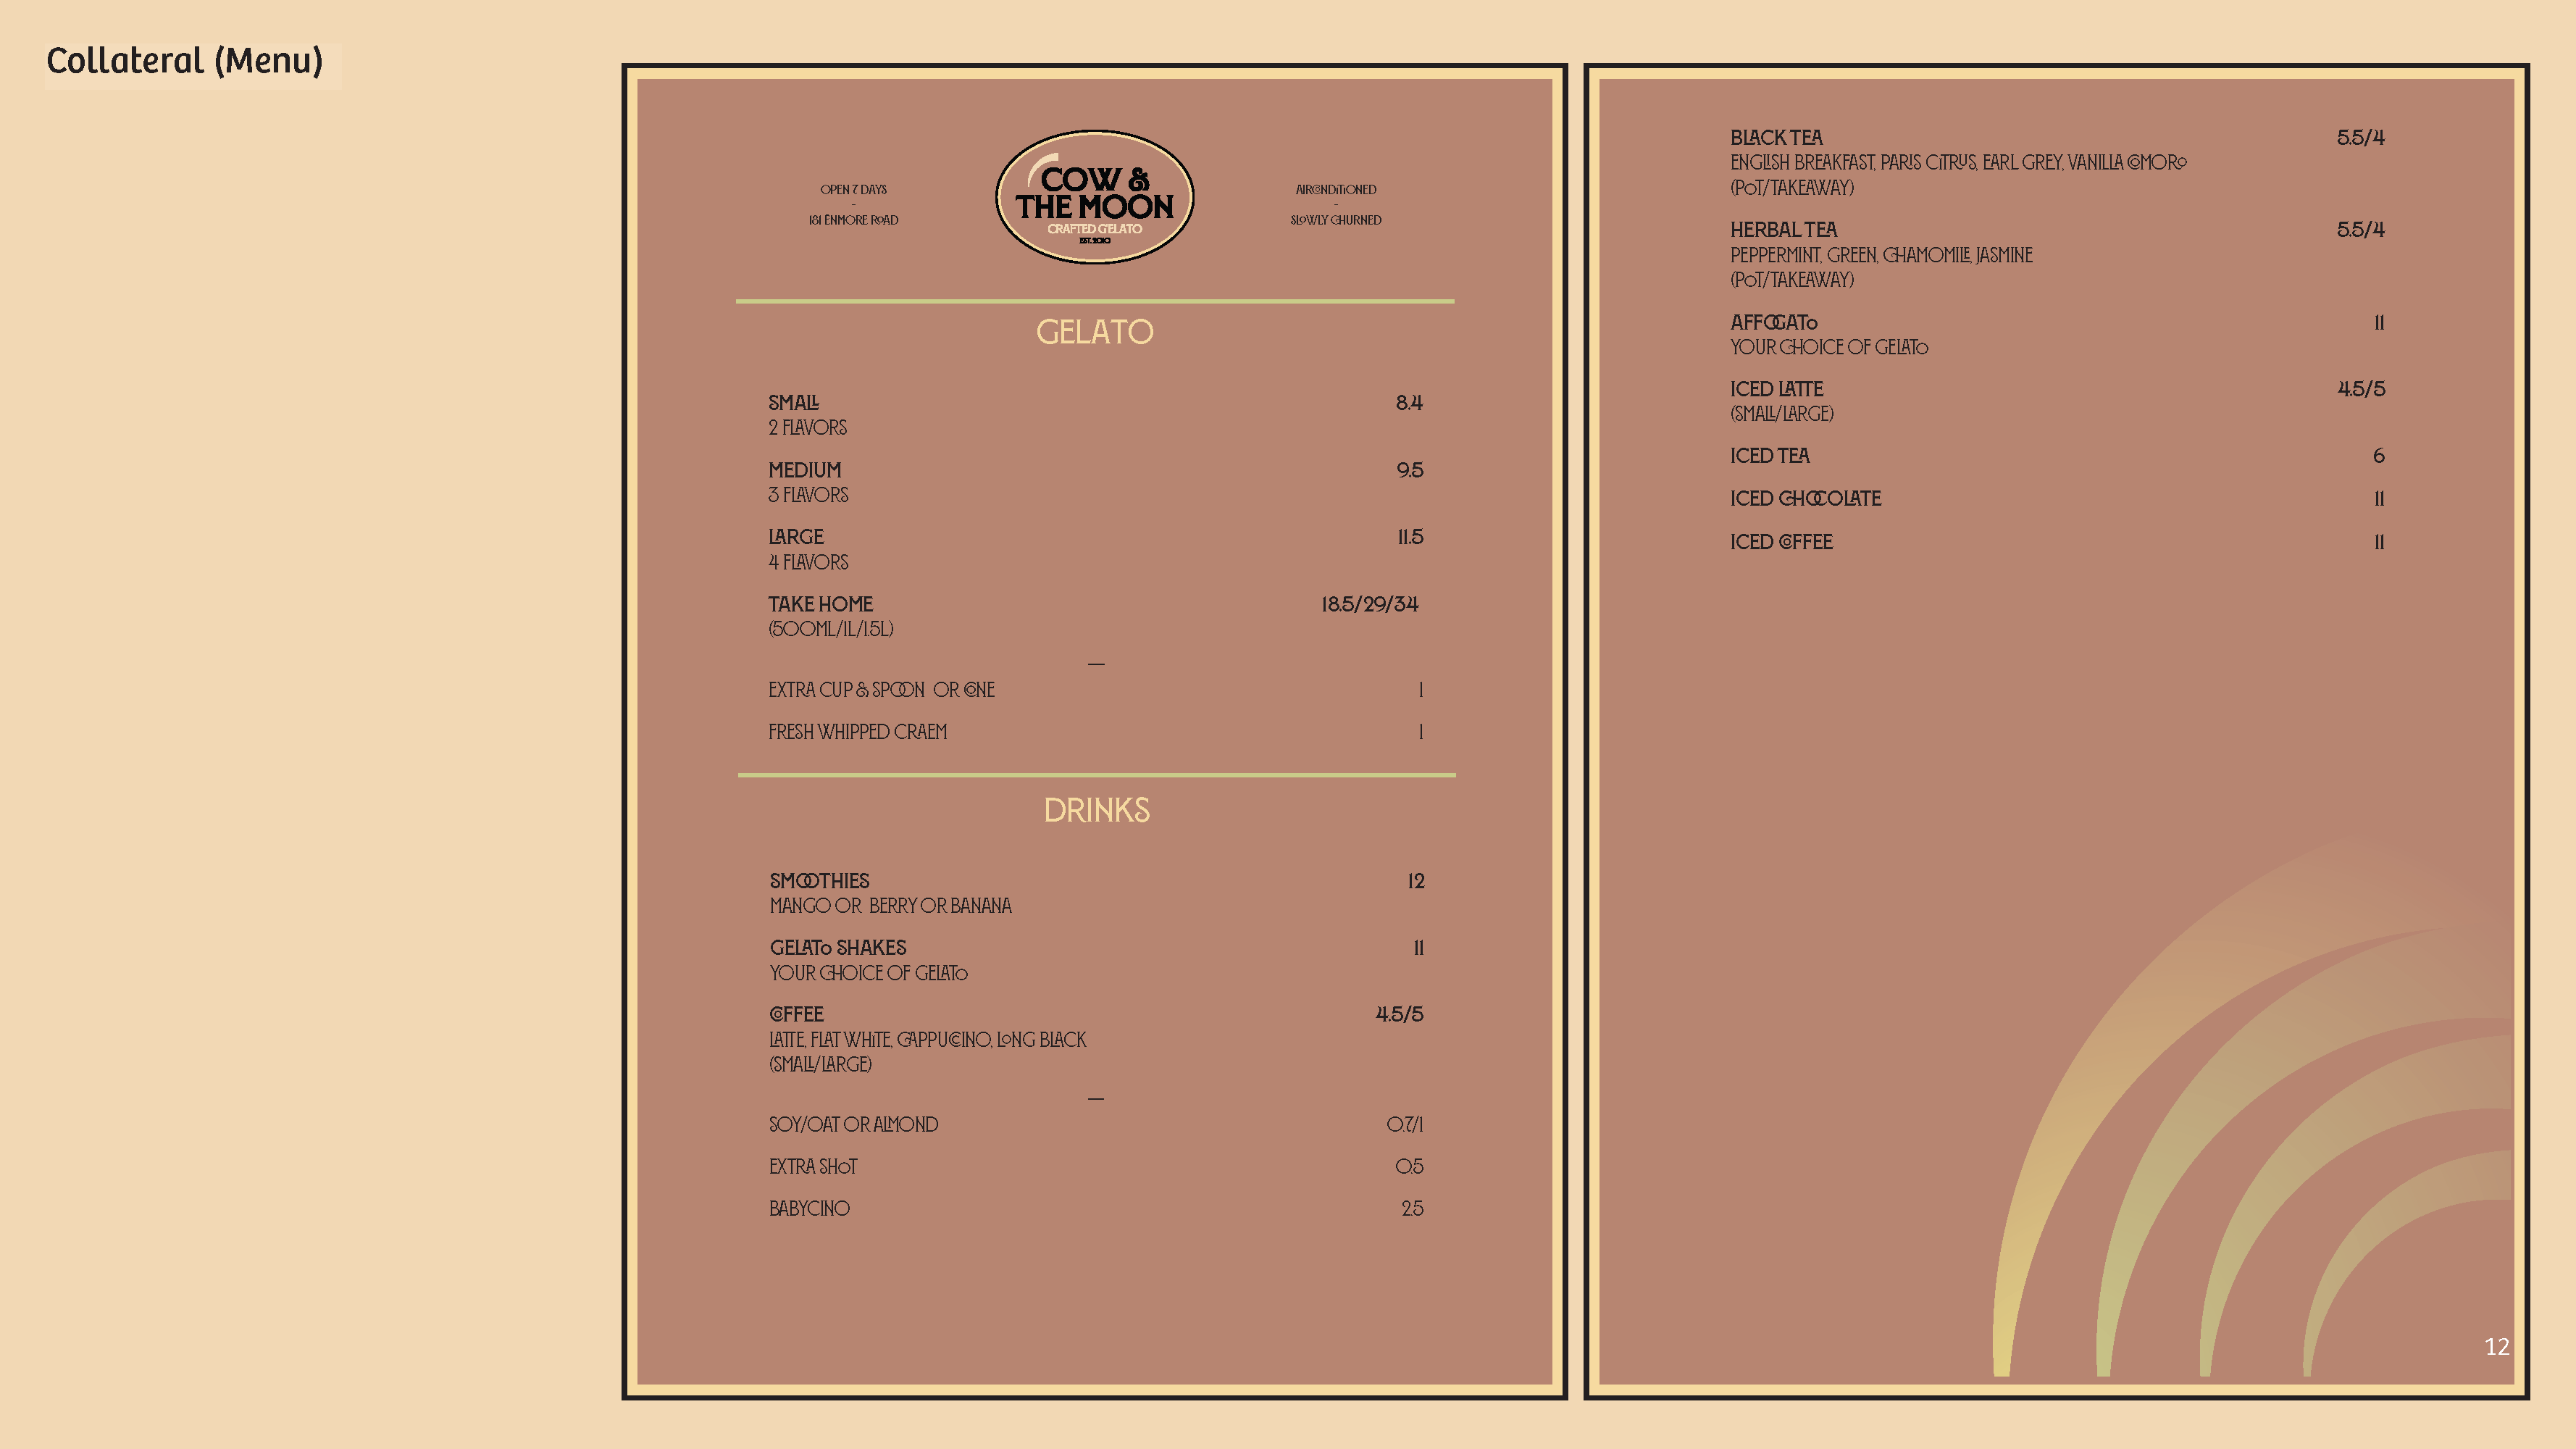 Collateral (Menu)
OPEN 7 DAYS
-
181 ENMORE ROAD
COW &
THE MOON
CRAFTED GELATO
EST. 2010
AIRCONDITIONED
-
SLOWLY CHURNED
GELATO
SMALL 8.4
2 FLAVORS
MEDIUM 9.5
3 FLAVORS
LARGE 11.5
4 FLAVORS
TAKE HOME 18.5/29/34
(500ML/1L/1.5L)
—
EXTRA CUP & SPOON OR CONE 1
FRESH WHIPPED CRAEM 1
DRINKS
SMOOTHIES 12
MANGO OR BERRY OR BANANA
GELATO SHAKES 11
YOUR CHOICE OF GELATO
COFFEE 4.5/5
LATTE, FLAT WHITE, CAPPUCCINO, LONG BLACK
(SMALL/LARGE)
—
SOY/OAT OR ALMOND 0.7/1
EXTRA SHOT 0.5
BABYCINO 2.5
BLACK TEA 5.5/4
ENGLISH BREAKFAST, PARIS CITRUS, EARL GREY, VANILLA COMORO
(POT/TAKEAWAY)
HERBAL TEA 5.5/4
PEPPERMINT, GREEN, CHAMOMILE, JASMINE
(POT/TAKEAWAY)
AFFOGATO 11
YOUR CHOICE OF GELATO
ICED LATTE 4.5/5
(SMALL/LARGE)
ICED TEA 6
ICED CHOCOLATE 11
ICED COFFEE 11
12